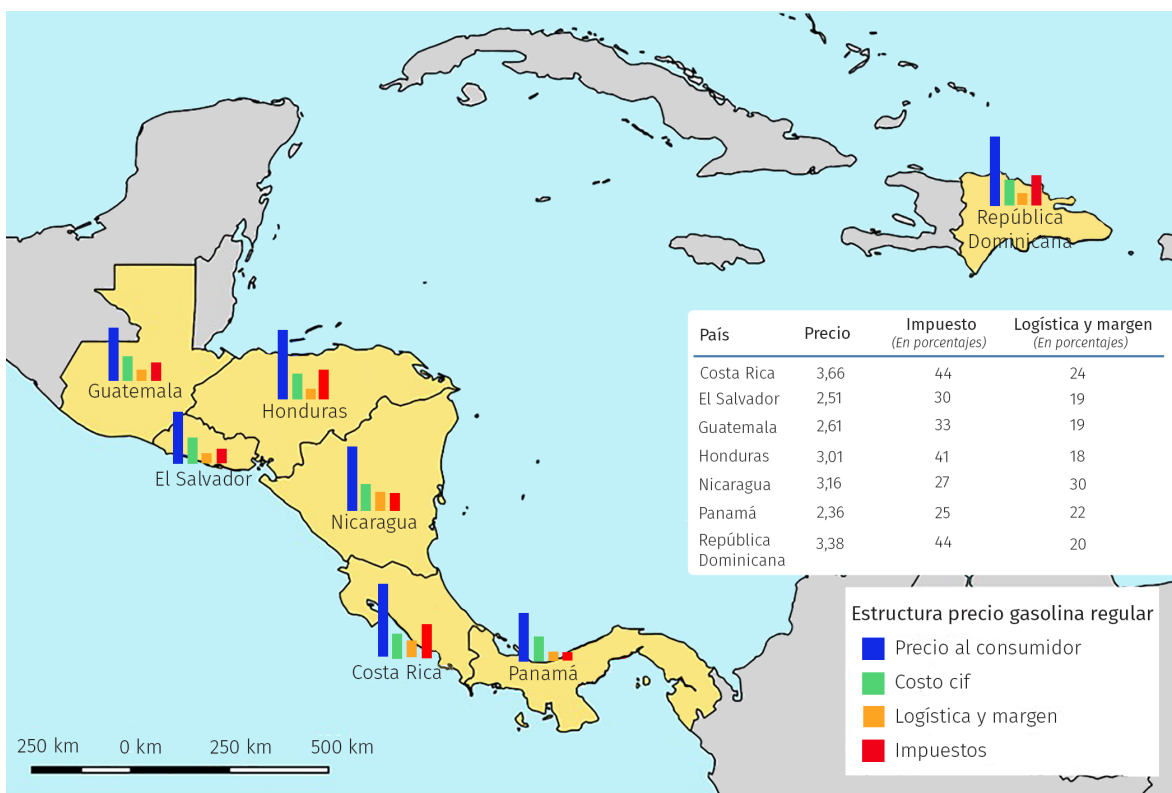 República
Dominicana
Guatemala
Honduras
El Salvador
Nicaragua
Costa Rica
Panamá
País Precio Impuesto Logística y margen
(En porcentajes) (En porcentajes)
Costa Rica 3,66 44 24
El Salvador 2,51 30 19
Guatemala 2,61 33 19
Honduras 3,01 41 18
Nicaragua 3,16 27 30
Panamá 2,36 25 22
República
Dominicana 3,38 44 20
Estructura precio gasolina regular
Precio al consumidor
Costo cif
Logística y margen
Impuestos
250 km 0 km 250 km 500 km